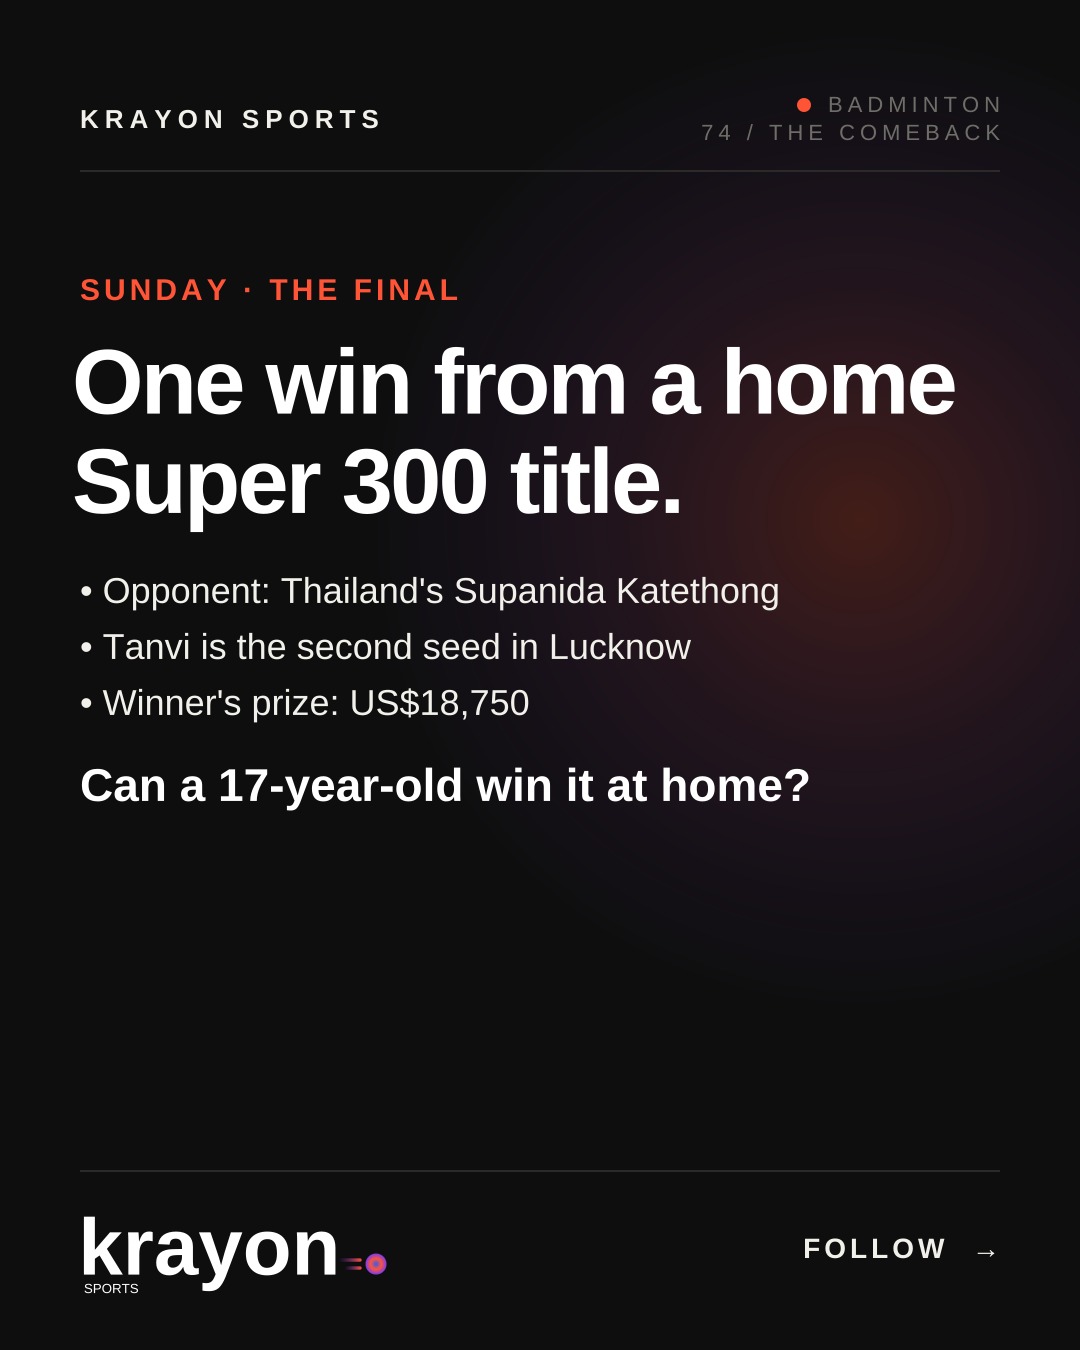 KRAYON SPORTS
BADMINTON
74 / THE COMEBACK
SUNDAY · THE FINAL
One win from a home
Super 300 title.
• Opponent: Thailand's Supanida Katethong
• Tanvi is the second seed in Lucknow
• Winner's prize: US$18,750
Can a 17-year-old win it at home?
krayon
SPORTS
FOLLOW →